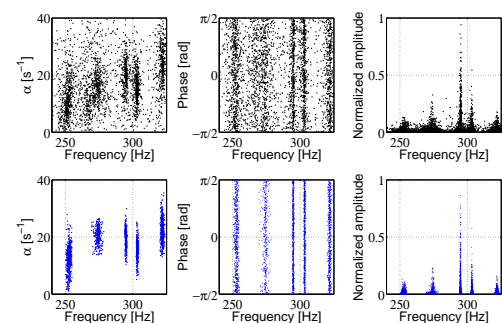 40
20
0
α [s⁻¹]
250 300
Frequency [Hz]
π/2
0
−π/2
Phase [rad]
300
Frequency [Hz]
1
0.5
0
Normalized amplitude
250 300
Frequency [Hz]
40
20
0
α [s⁻¹]
250 300
Frequency [Hz]
π/2
0
−π/2
Phase [rad]
300
Frequency [Hz]
1
0.5
0
Normalized amplitude
250 300
Frequency [Hz]